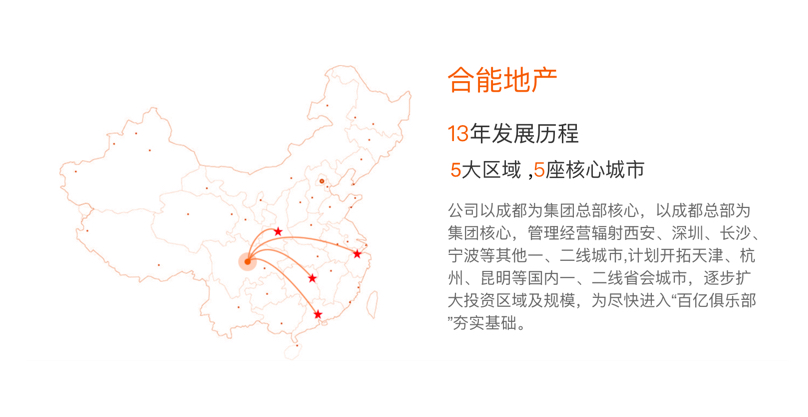 合能地产
13年发展历程
5大区域 ,5座核心城市
公司以成都为集团总部核心，以成都总部为
集团核心，管理经营辐射西安、深圳、长沙、
宁波等其他一、二线城市,计划开拓天津、杭
州、昆明等国内一、二线省会城市，逐步扩
大投资区域及规模，为尽快进入“百亿俱乐部
”夯实基础。